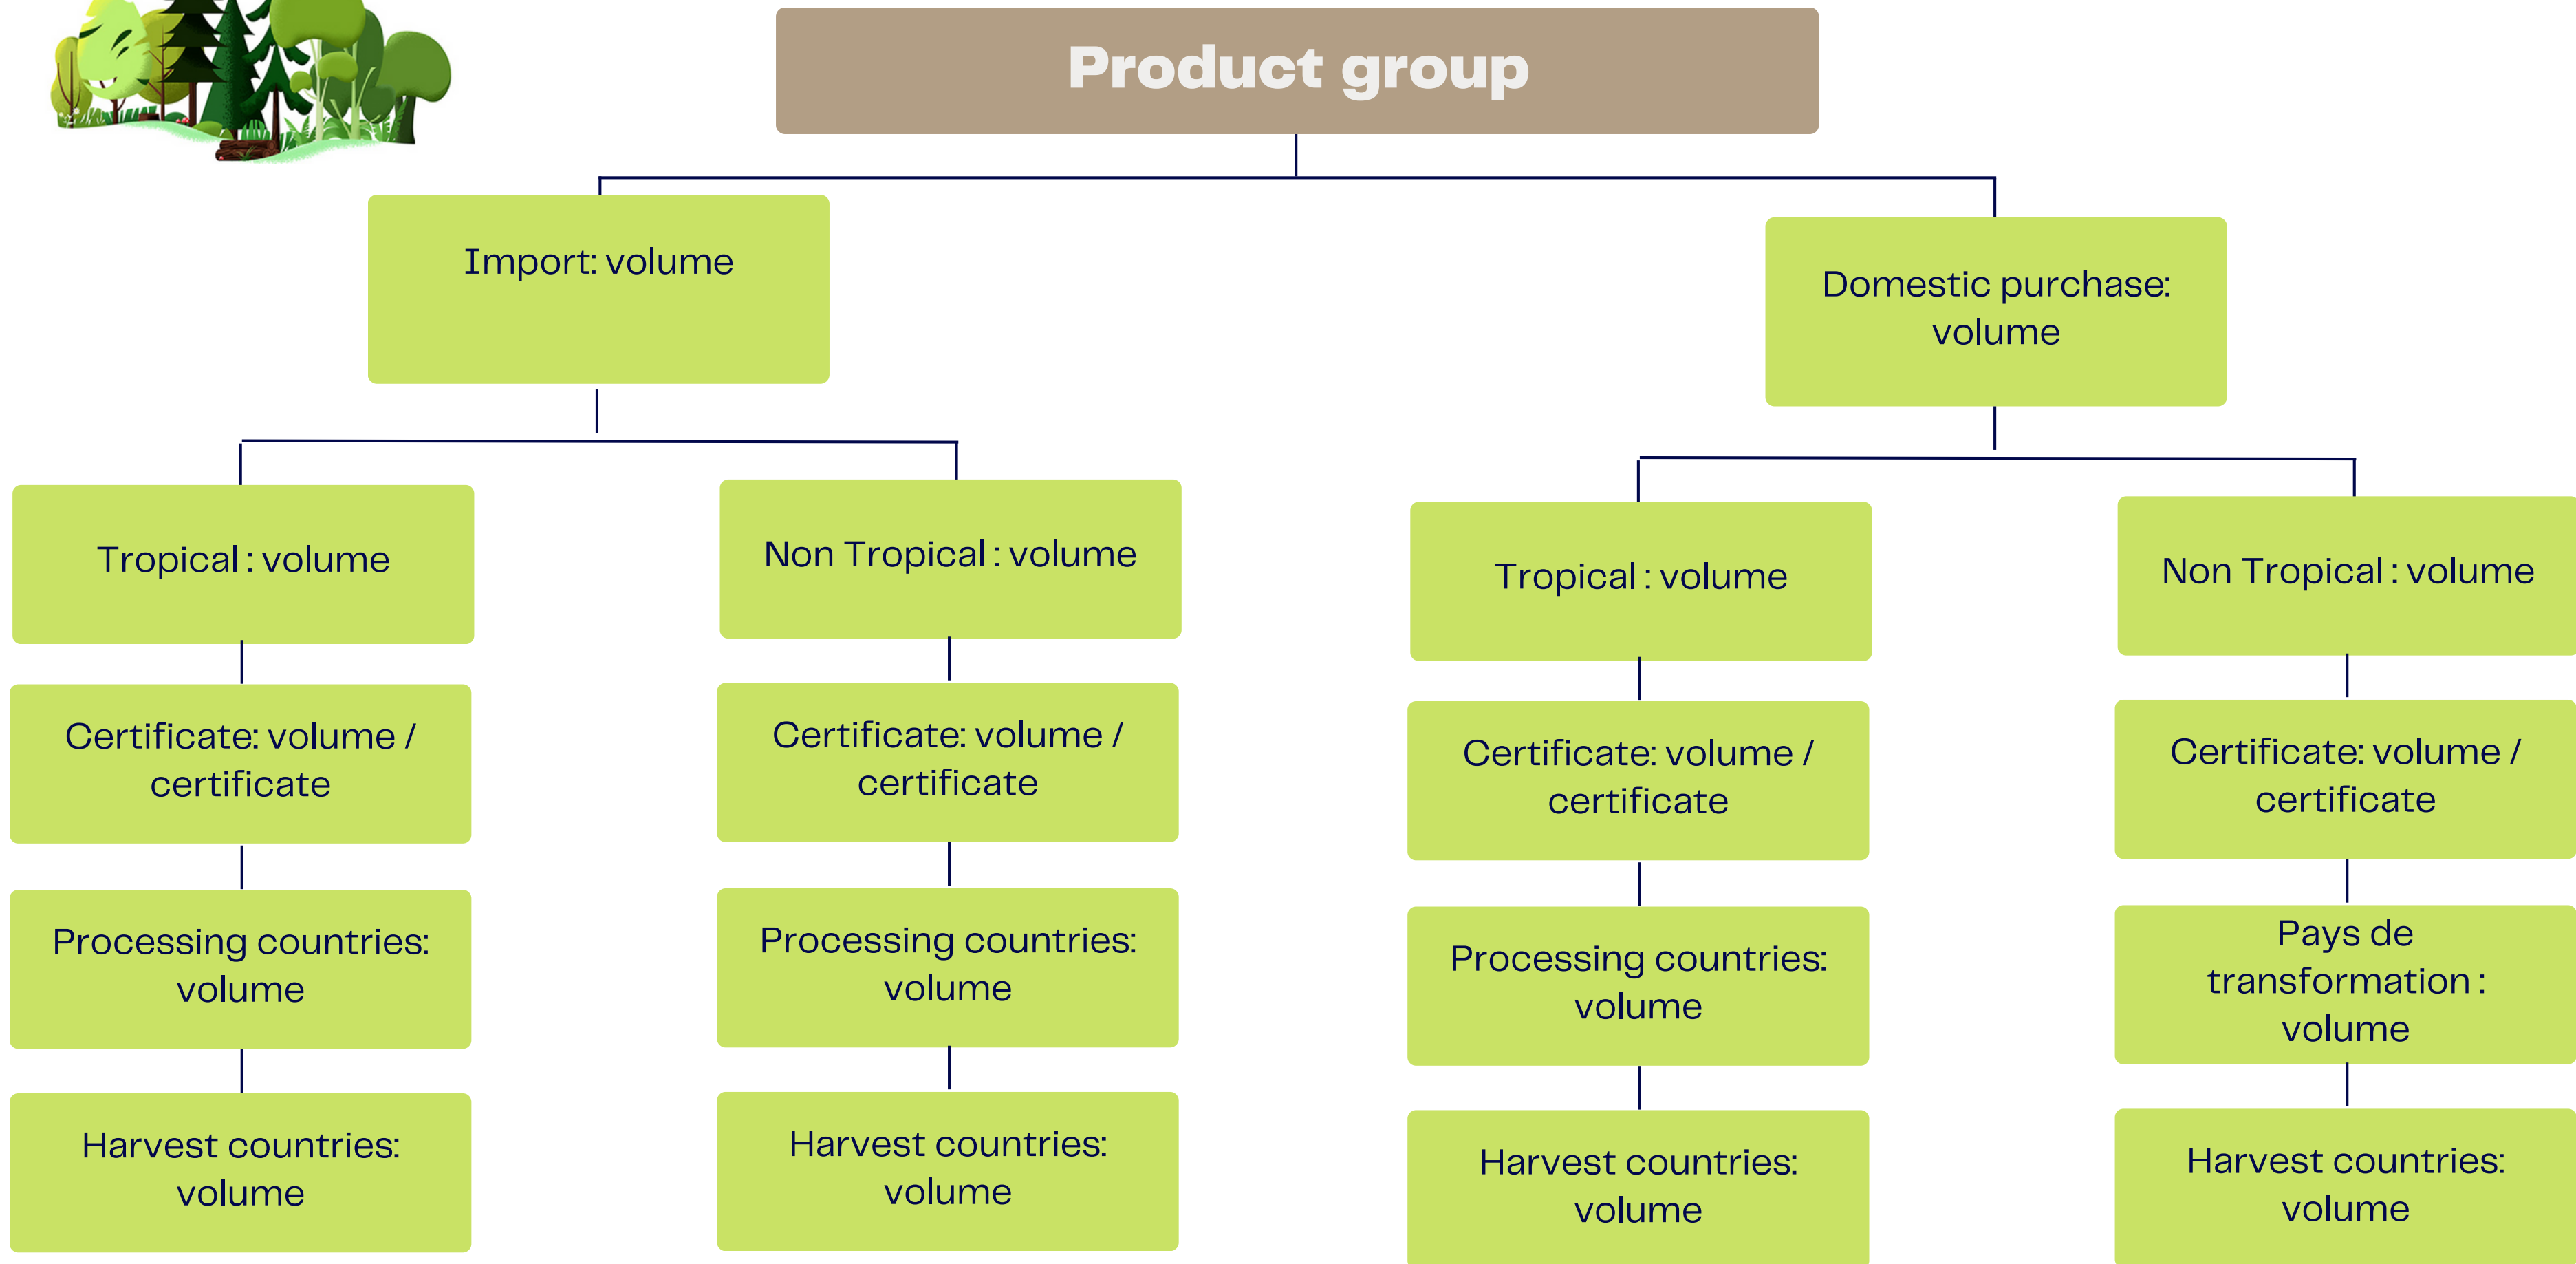 Product group
Import: volume
Domestic purchase:
volume
Tropical : volume
Non Tropical : volume
Tropical : volume
Non Tropical : volume
Certificate: volume /
certificate
Certificate: volume /
certificate
Certificate: volume /
certificate
Certificate: volume /
certificate
Processing countries:
volume
Processing countries:
volume
Processing countries:
volume
Pays de
transformation :
volume
Harvest countries:
volume
Harvest countries:
volume
Harvest countries:
volume
Harvest countries:
volume